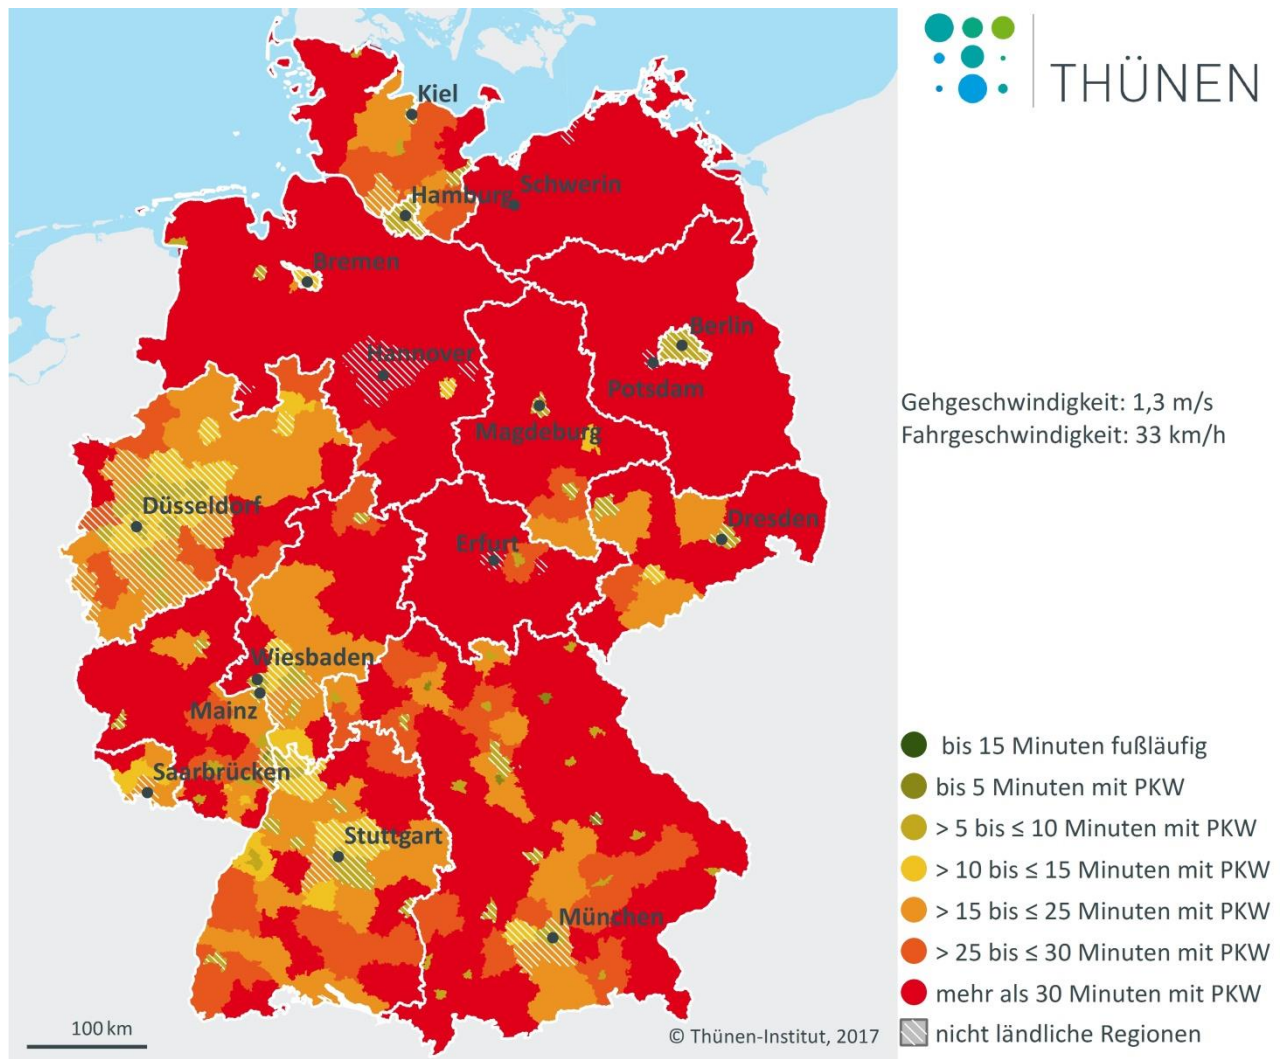 THÜNEN
Kiel
Hamburg
Schwerin
Bremen
Berlin
Hannover
Potsdam
Magdeburg
Düsseldorf
Dresden
Erfurt
Wiesbaden
Mainz
Saarbrücken
Stuttgart
München
Gehgeschwindigkeit: 1,3 m/s
Fahrgeschwindigkeit: 33 km/h
bis 15 Minuten fußläufig
bis 5 Minuten mit PKW
> 5 bis ≤ 10 Minuten mit PKW
> 10 bis ≤ 15 Minuten mit PKW
> 15 bis ≤ 25 Minuten mit PKW
> 25 bis ≤ 30 Minuten mit PKW
mehr als 30 Minuten mit PKW
nicht ländliche Regionen
100 km
© Thünen-Institut, 2017